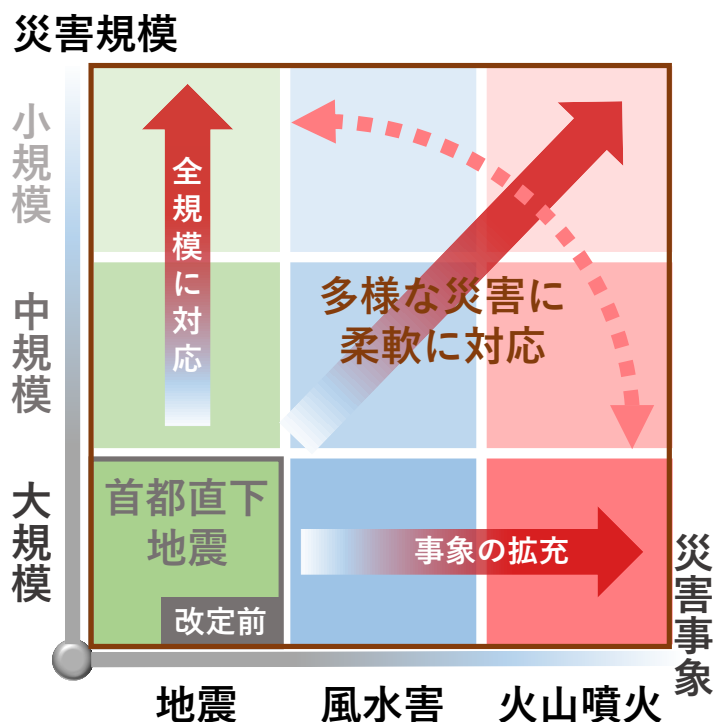 災害規模
小規模
中規模
大規模
全規模に対応
多様な災害に
柔軟に対応
首都直下
地震
改定前
事象の拡充
災害事象
地震
風水害
火山噴火